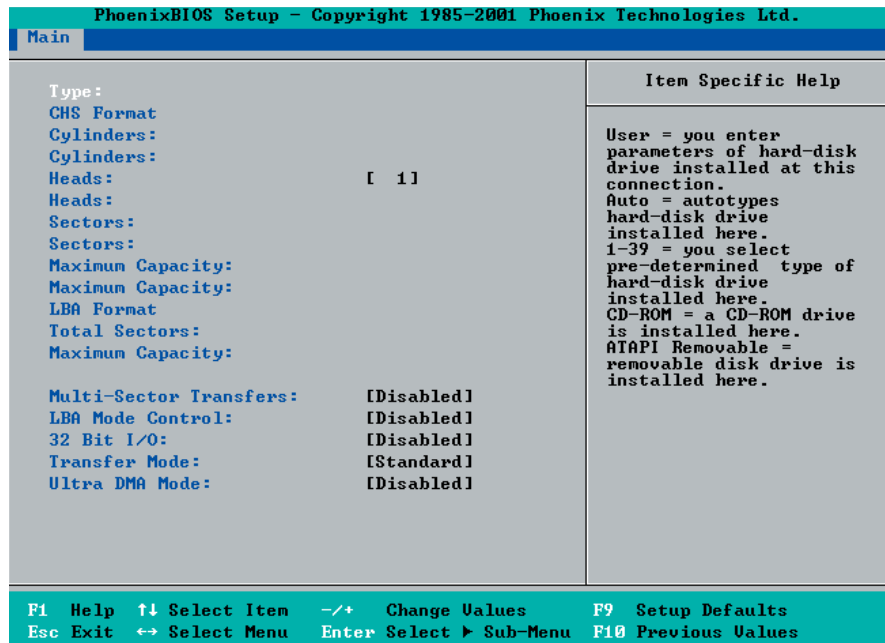 PhoenixBIOS Setup - Copyright 1985-2001 Phoenix Technologies Ltd.
Main
Type:
CHS Format
Cylinders:
Cylinders:
Heads: [ 1]
Heads:
Sectors:
Sectors:
Maximum Capacity:
Maximum Capacity:
LBA Format
Total Sectors:
Maximum Capacity:
Multi-Sector Transfers: [Disabled]
LBA Mode Control: [Disabled]
32 Bit I/O: [Disabled]
Transfer Mode: [Standard]
Ultra DMA Mode: [Disabled]
Item Specific Help
User = you enter
parameters of hard-disk
drive installed at this
connection.
Auto = autotypes
hard-disk drive
installed here.
1-39 = you select
pre-determined type of
hard-disk drive
installed here.
CD-ROM = a CD-ROM drive
is installed here.
ATAPI Removable =
removable disk drive is
installed here.
F1 Help ↑↓ Select Item -/+ Change Values F9 Setup Defaults
Esc Exit ↔ Select Menu Enter Select ▶ Sub-Menu F10 Previous Values